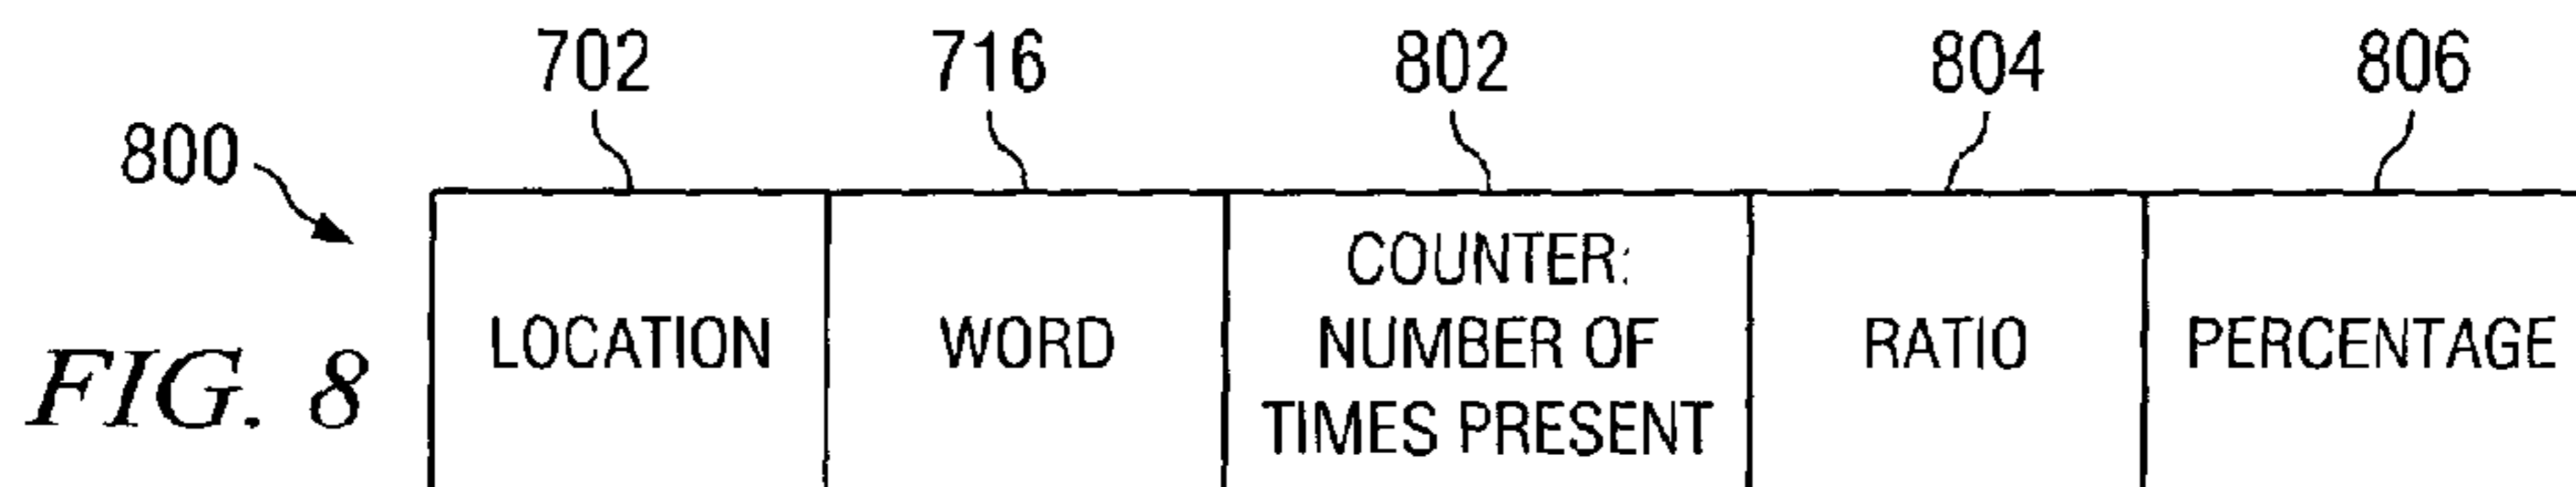 702 716 802 804 806
800
LOCATION WORD COUNTER: NUMBER OF TIMES PRESENT RATIO PERCENTAGE
FIG. 8